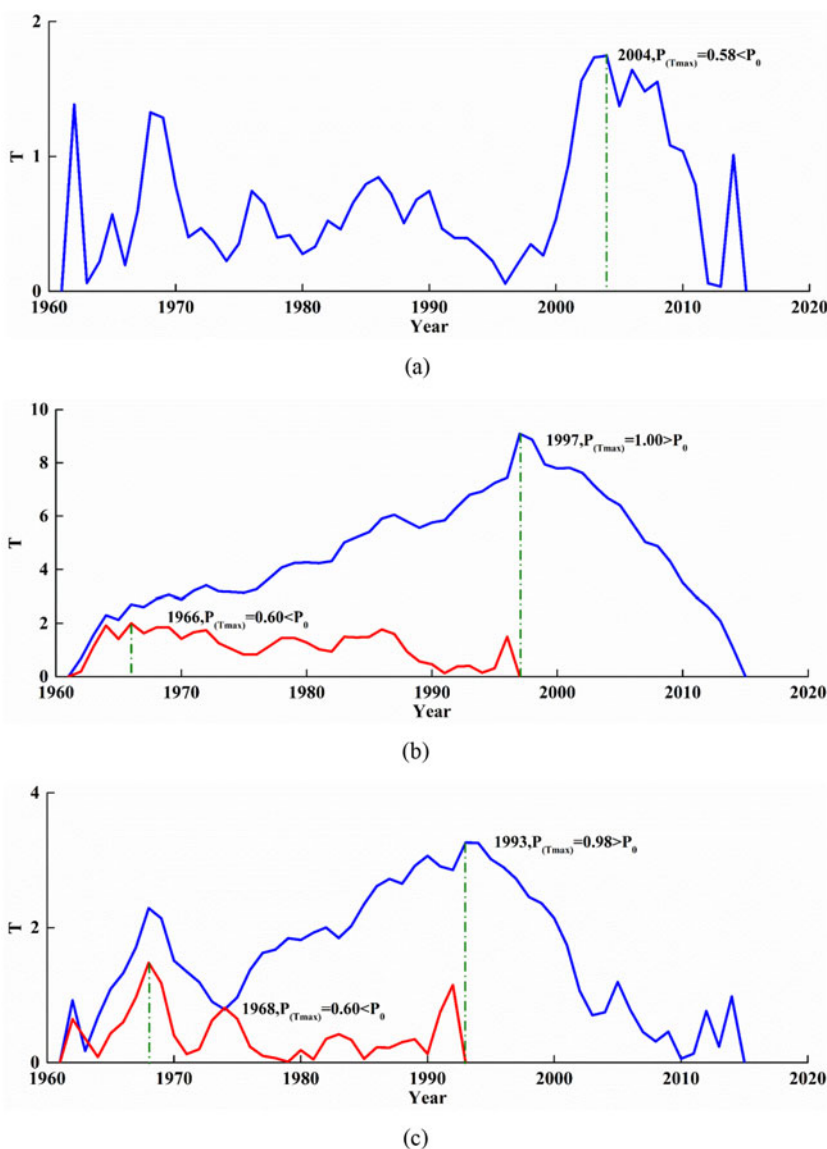 2
2004,P(Tmax)=0.58<P0
T
1
0
1960 1970 1980 1990 2000 2010 2020
Year
(a)
10
1997,P(Tmax)=1.00>P0
8
6
T
4
1966,P(Tmax)=0.60<P0
2
0
1960 1970 1980 1990 2000 2010 2020
Year
(b)
4
1993,P(Tmax)=0.98>P0
T
2
1968,P(Tmax)=0.60<P0
0
1960 1970 1980 1990 2000 2010 2020
Year
(c)